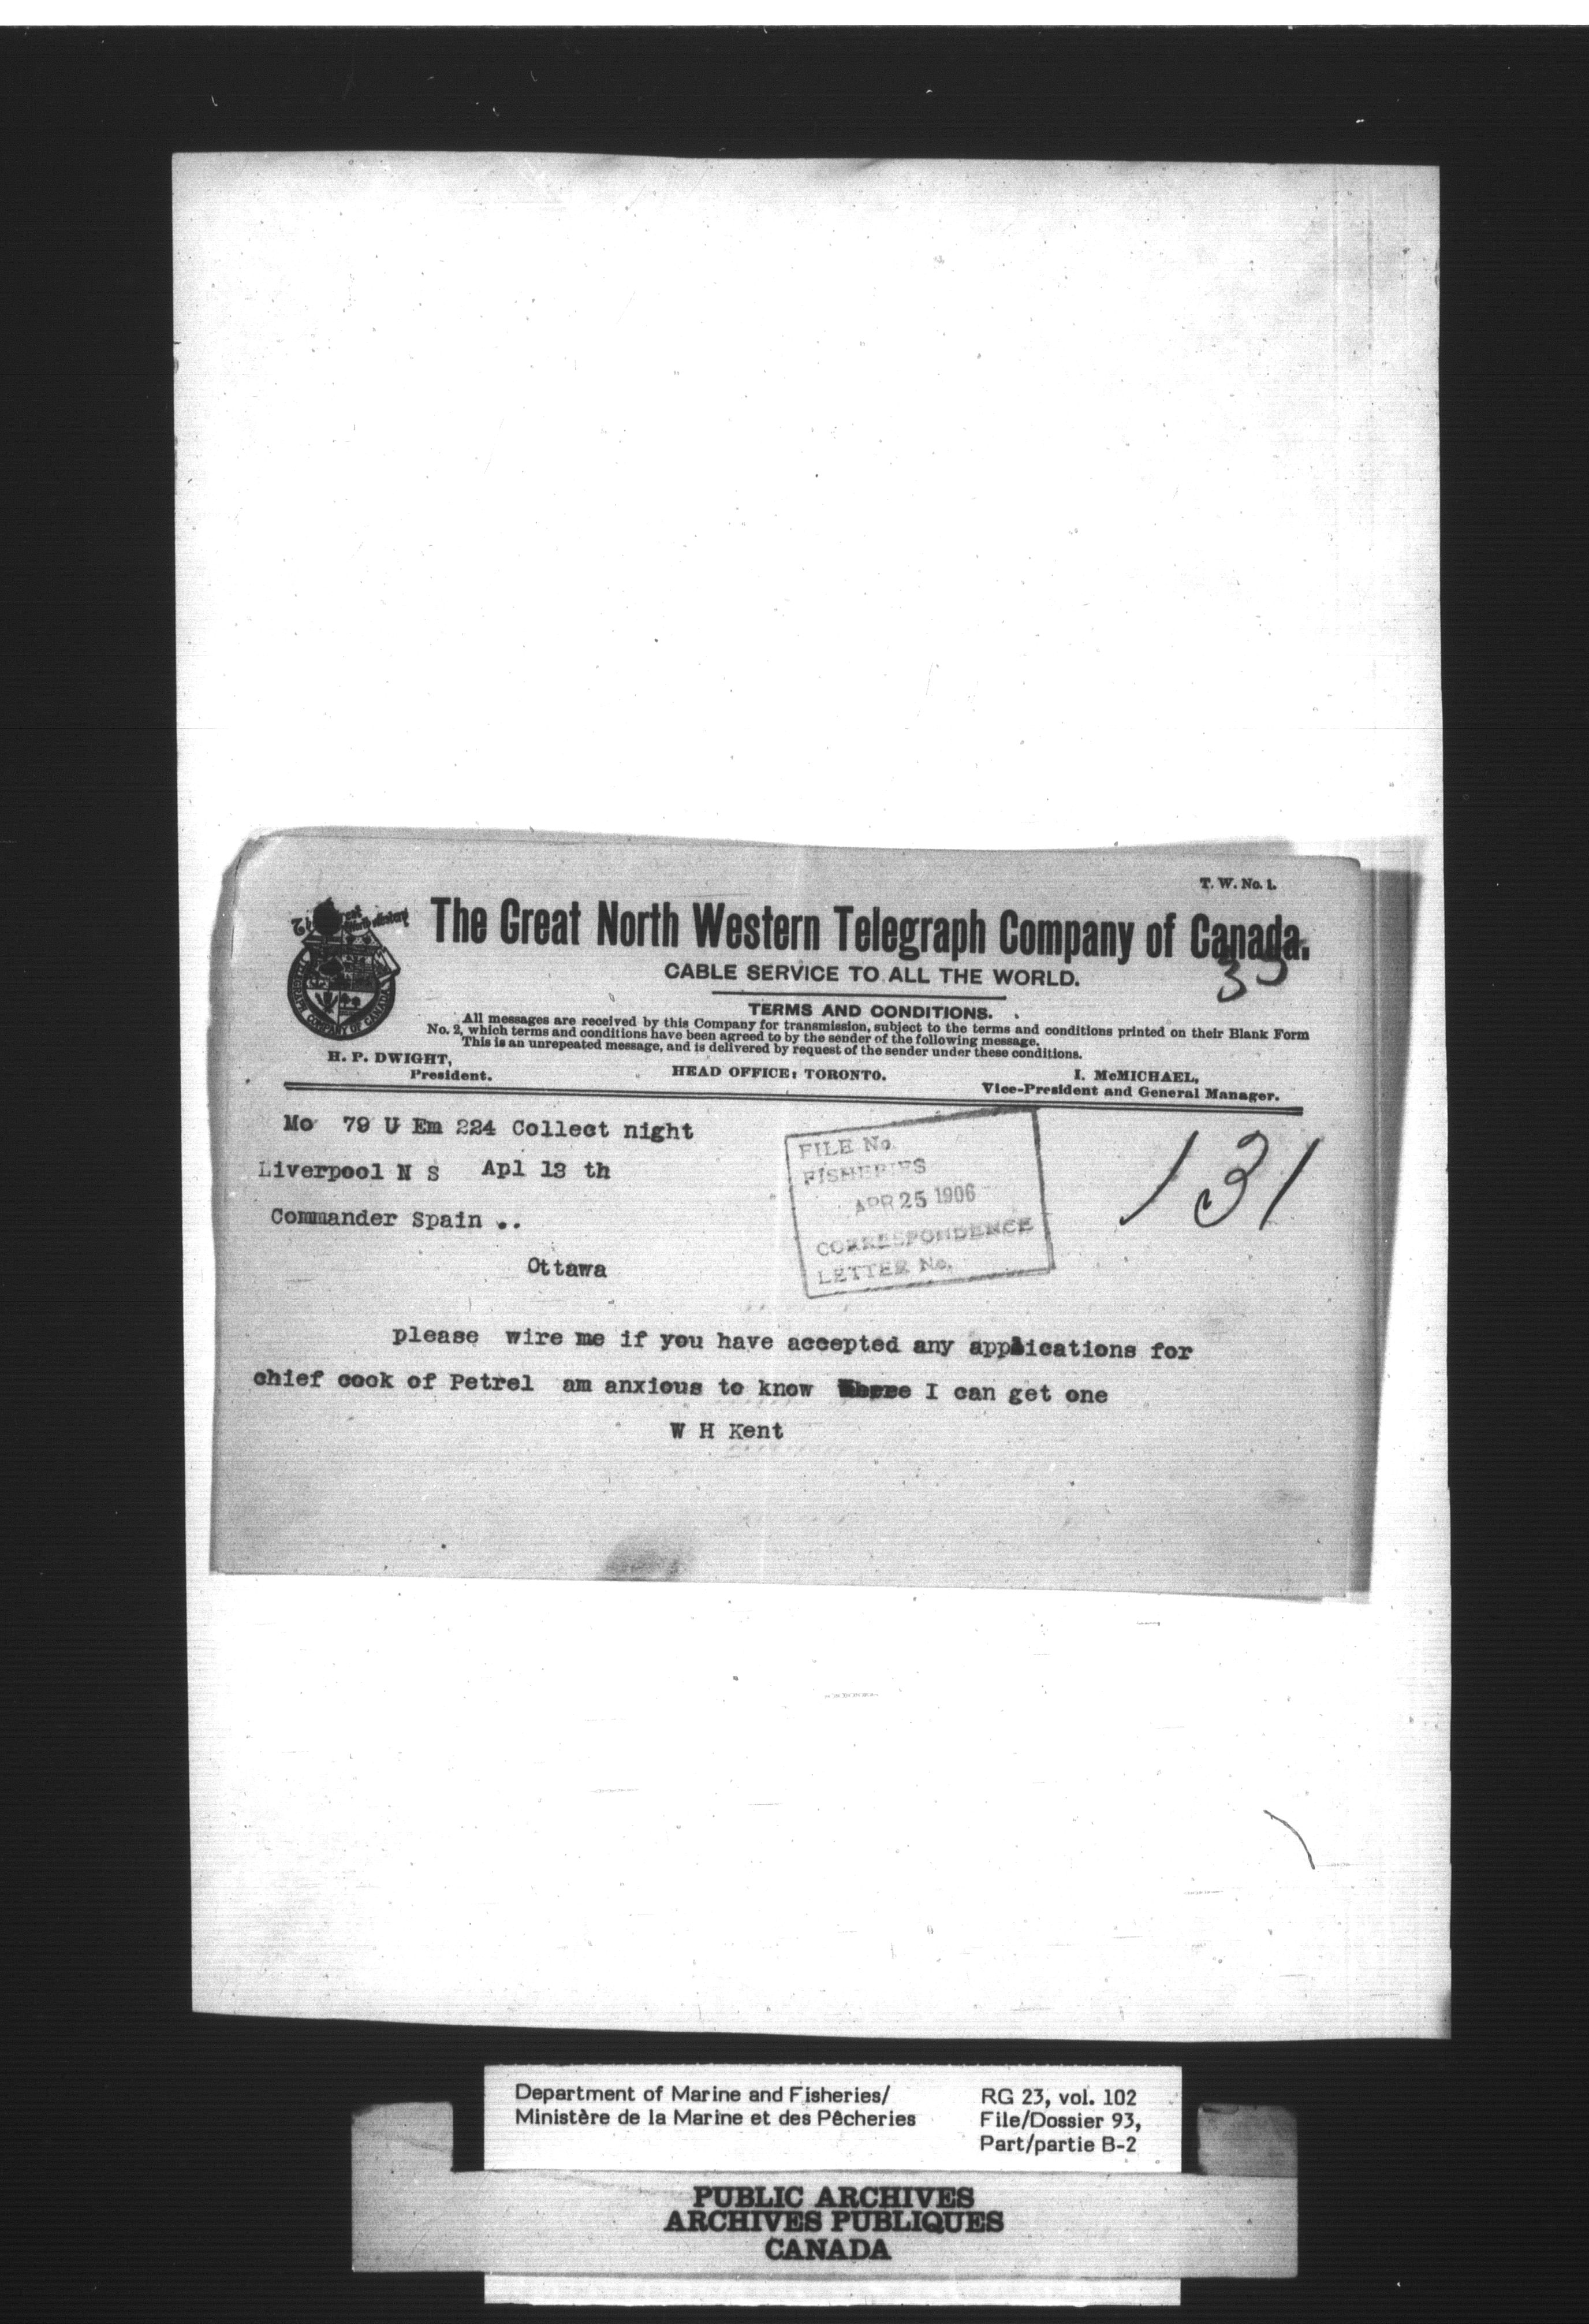 T. W. No. 1.
The Great North Western Telegraph Company of Canada.
CABLE SERVICE TO ALL THE WORLD.
35
TERMS AND CONDITIONS.
All messages are received by this Company for transmission, subject to the terms and conditions printed on their Blank Form
No. 2, which terms and conditions have been agreed to by the sender of the following message.
This is an unrepeated message, and is delivered by request of the sender under these conditions.
H. P. DWIGHT,
President.
HEAD OFFICE: TORONTO.
I. McMICHAEL,
Vice-President and General Manager.
Mo 79 U Em 224 Collect night
Liverpool N S Apl 13 th
Commander Spain ..
Ottawa
FILE No.
FISHERIES
APR 25 1906
CORRESPONDENCE
LETTER No.
131
please wire me if you have accepted any applications for
chief cook of Petrel am anxious to know Where I can get one
W H Kent
Department of Marine and Fisheries/
Ministère de la Marine et des Pêcheries
RG 23, vol. 102
File/Dossier 93,
Part/partie B-2
PUBLIC ARCHIVES
ARCHIVES PUBLIQUES
CANADA